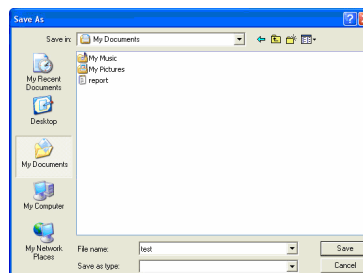 Save As
Save in:
My Documents
My Recent
Documents
Desktop
My Documents
My Computer
My Network
Places
My Music
My Pictures
report
File name:
test
Save
Save as type:
Cancel